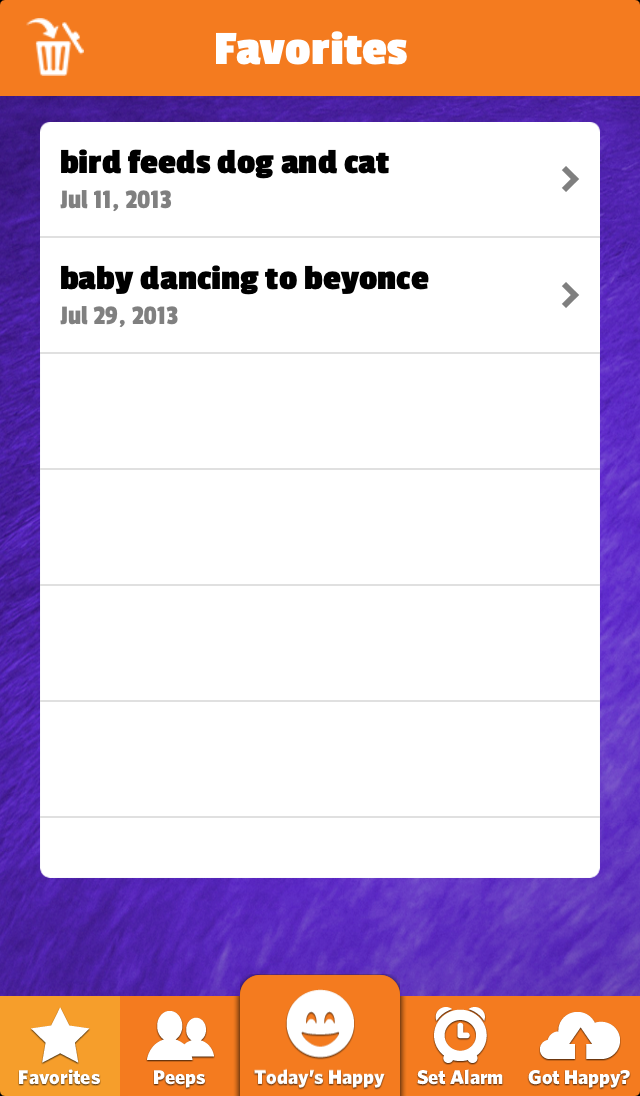 Favorites
bird feeds dog and cat
Jul 11, 2013
baby dancing to beyonce
Jul 29, 2013
Favorites
Peeps
Today's Happy
Set Alarm
Got Happy?